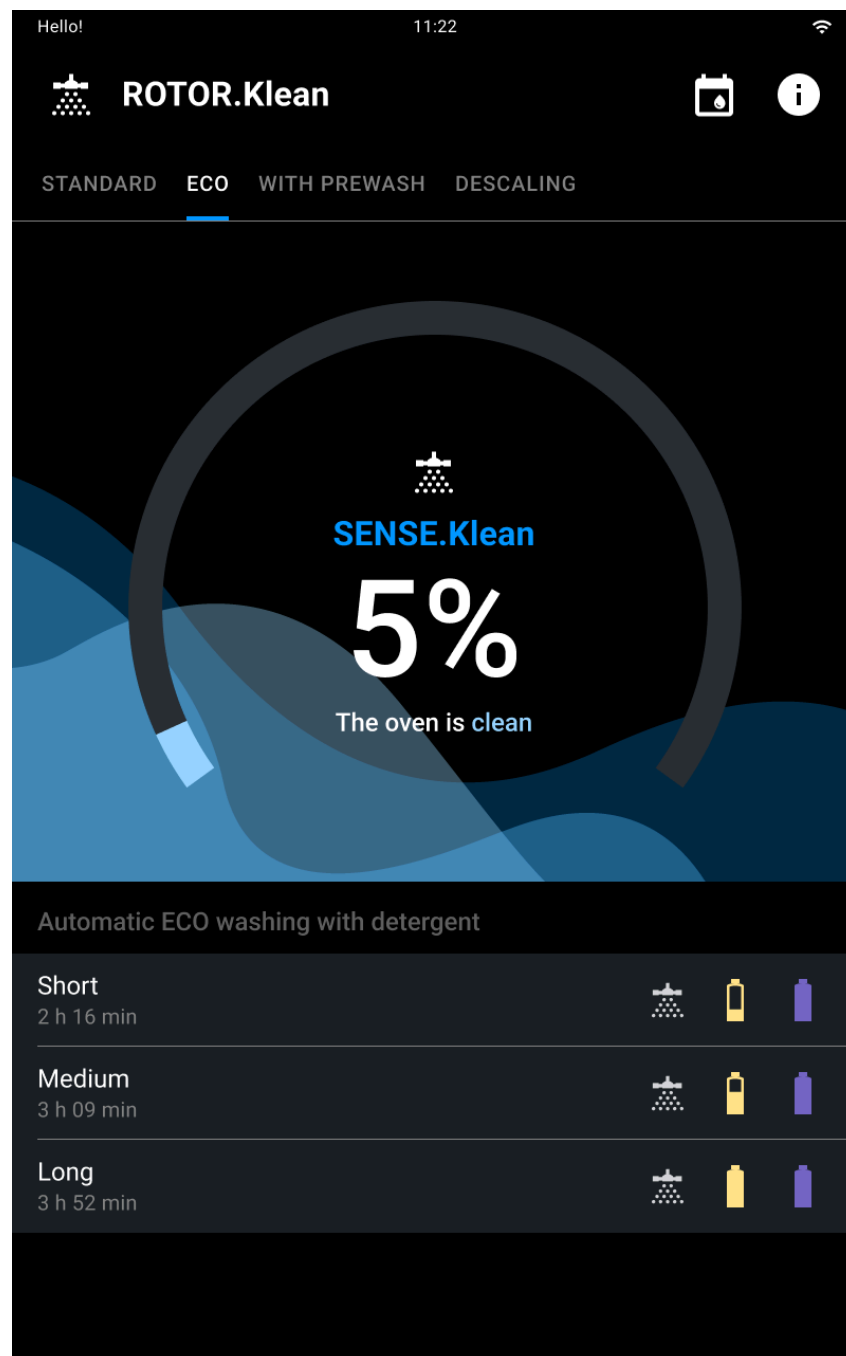 Hello!
11:22
ROTOR.Klean
STANDARD ECO WITH PREWASH DESCALING
SENSE.Klean
5%
The oven is clean
Automatic ECO washing with detergent
Short
2 h 16 min
Medium
3 h 09 min
Long
3 h 52 min